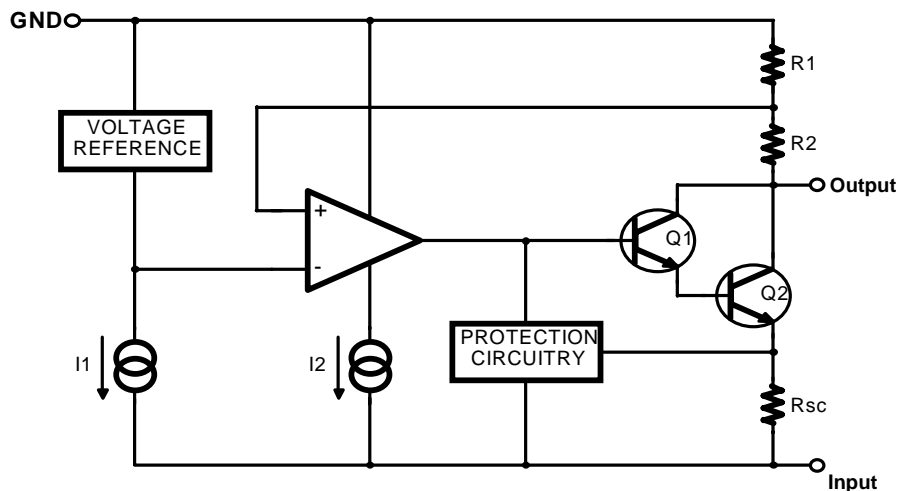 GND
R1
VOLTAGE
REFERENCE
R2
Output
+
Q1
-
Q2
PROTECTION
CIRCUITRY
I1
I2
Rsc
Input